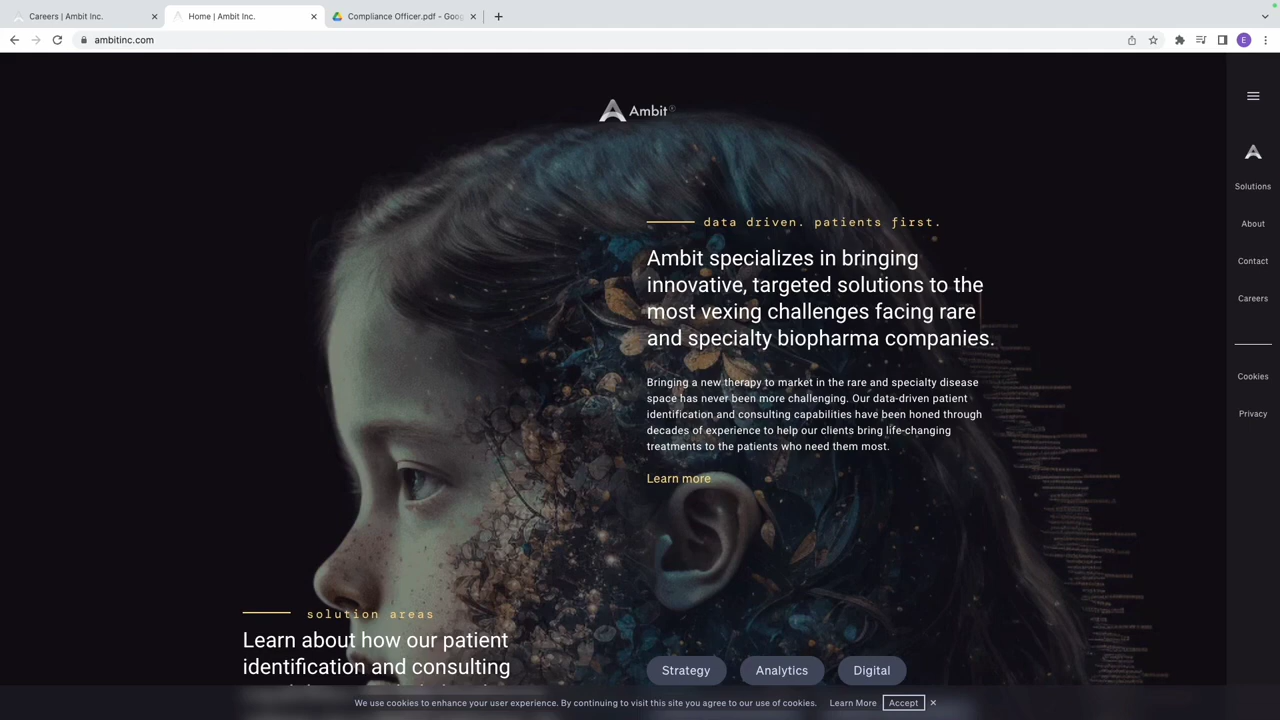 Careers | Ambit Inc.
Home | Ambit Inc.
Compliance Officer.pdf - Goog
ambitinc.com
E
Ambit®
Solutions
About
Contact
Careers
Cookies
Privacy
data driven. patients first.
Ambit specializes in bringing
innovative, targeted solutions to the
most vexing challenges facing rare
and specialty biopharma companies.
Bringing a new therapy to market in the rare and specialty disease
space has never been more challenging. Our data-driven patient
identification and consulting capabilities have been honed through
decades of experience to help our clients bring life-changing
treatments to the patients who need them most.
Learn more
solution areas
Learn about how our patient
identification and consulting
Strategy Analytics Digital
We use cookies to enhance your user experience. By continuing to visit this site you agree to our use of cookies. Learn More Accept